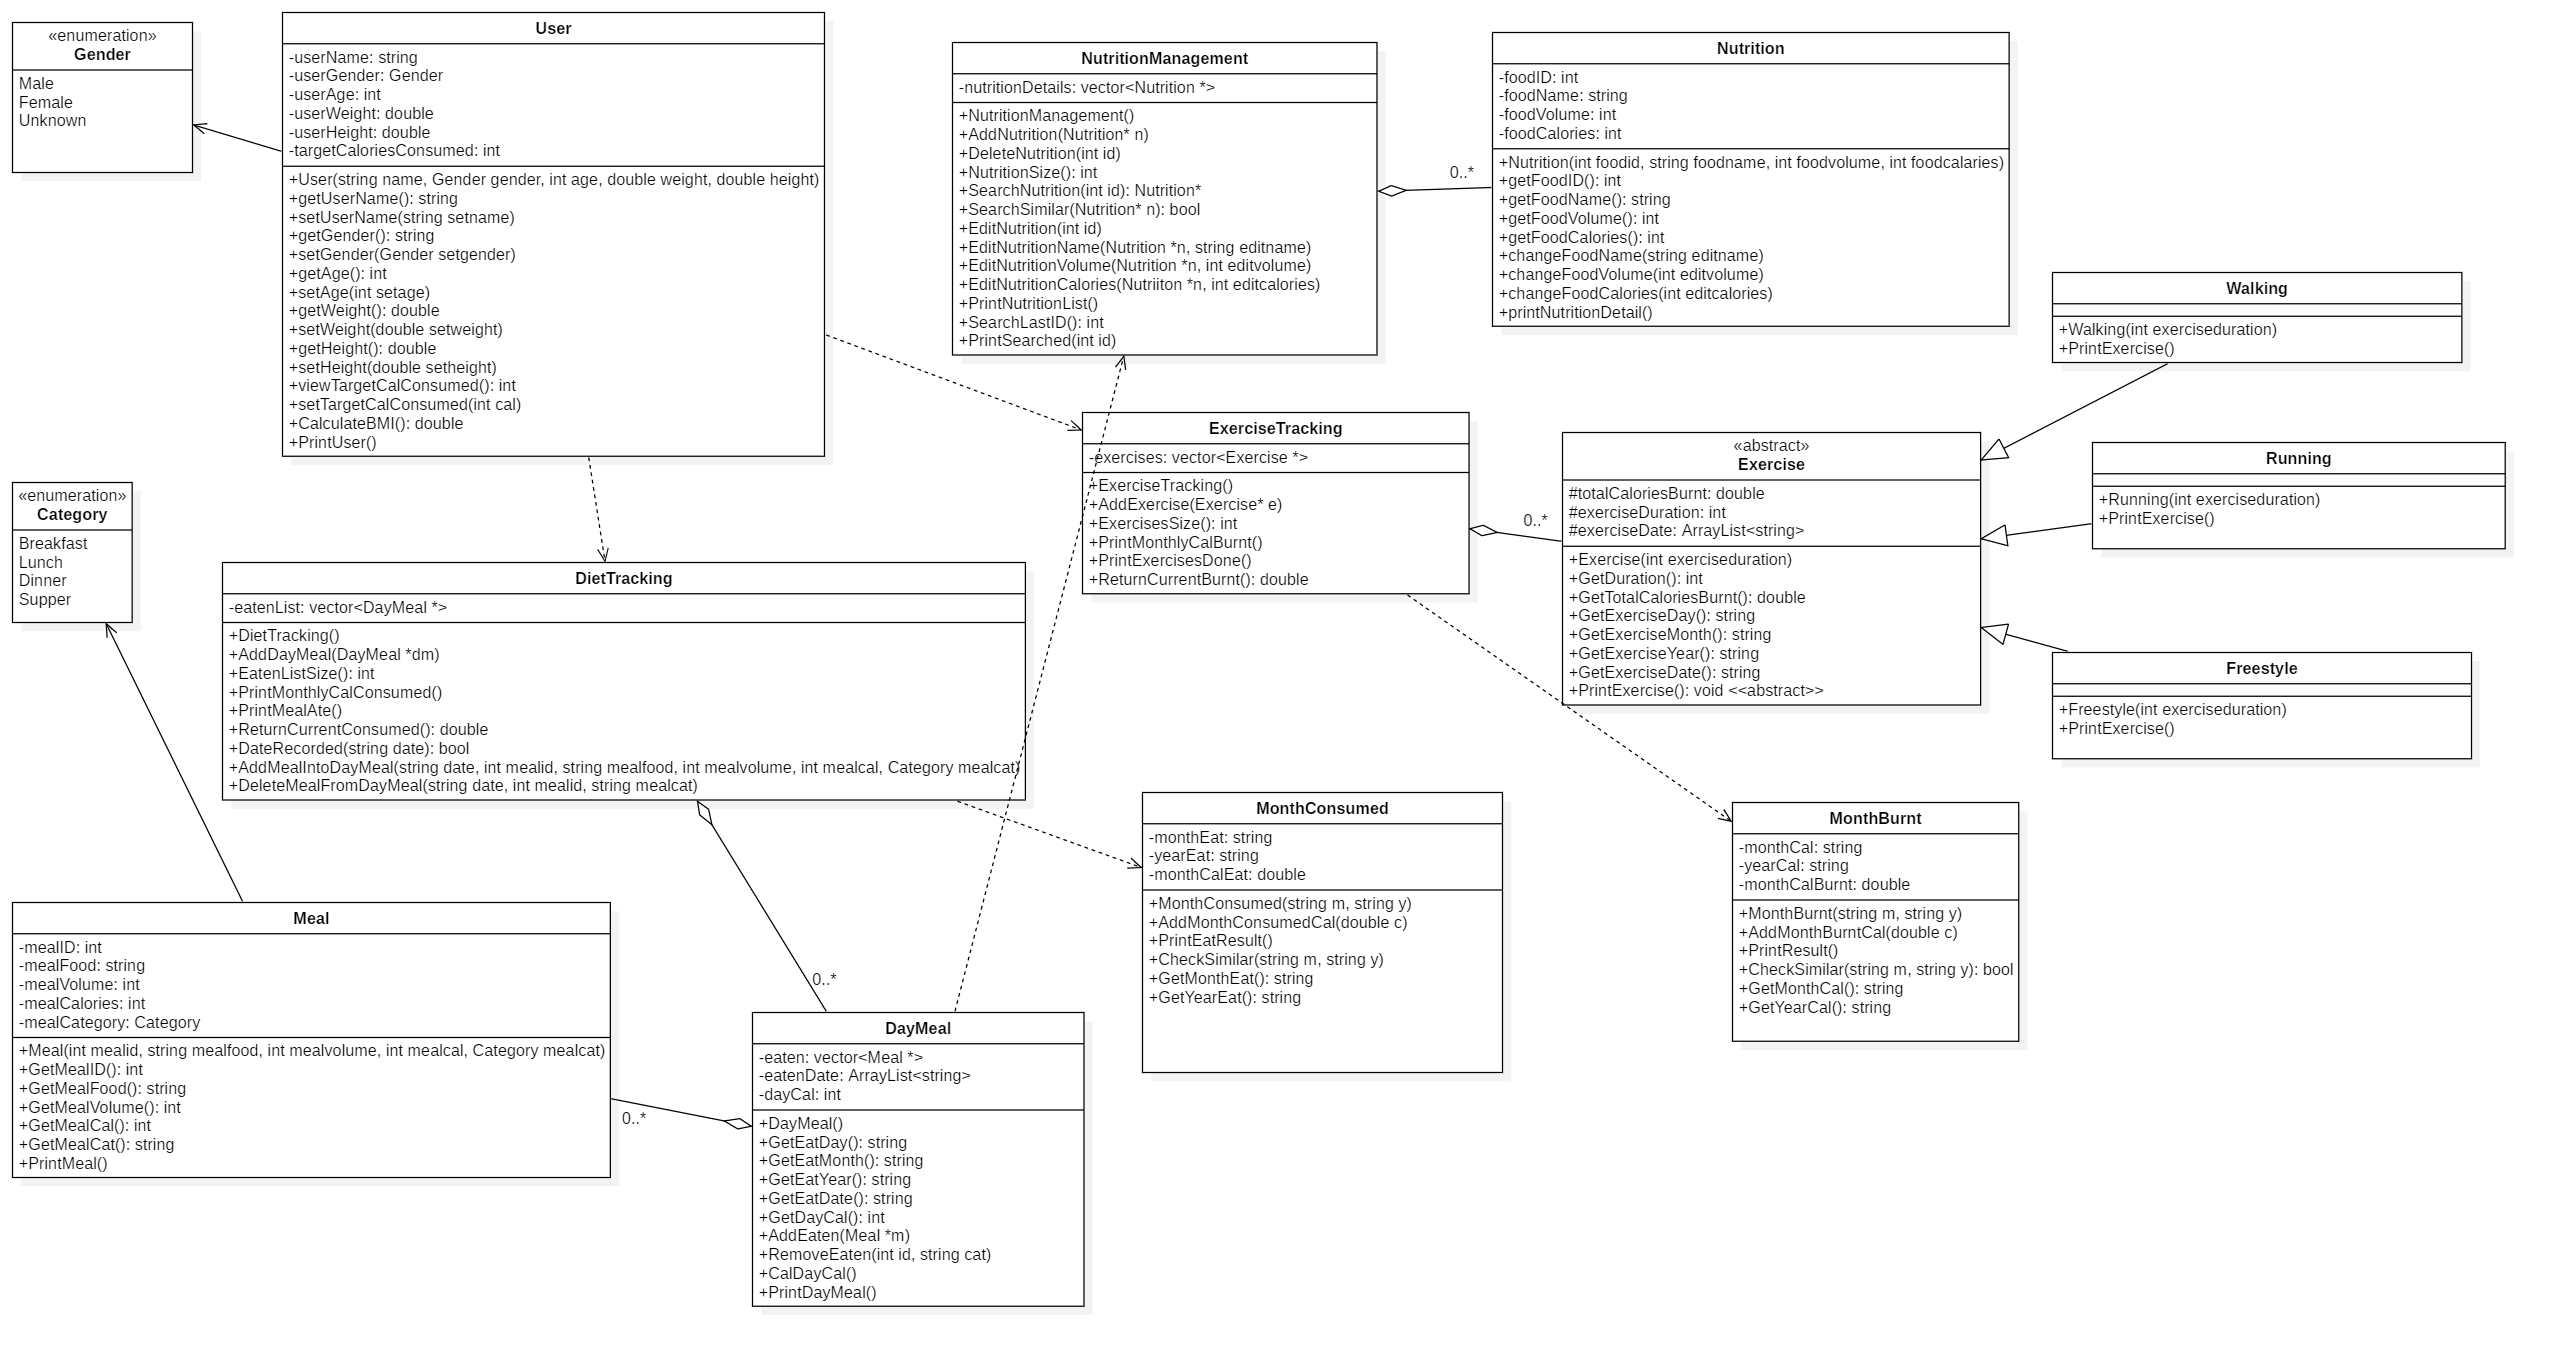 «enumeration»
Gender
Male
Female
Unknown
User
-userName: string
-userGender: Gender
-userAge: int
-userWeight: double
-userHeight: double
-targetCaloriesConsumed: int
+User(string name, Gender gender, int age, double weight, double height)
+getUserName(): string
+setUserName(string setname)
+getGender(): string
+setGender(Gender setgender)
+getAge(): int
+setAge(int setage)
+getWeight(): double
+setWeight(double setweight)
+getHeight(): double
+setHeight(double setheight)
+viewTargetCalConsumed(): int
+setTargetCalConsumed(int cal)
+CalculateBMI(): double
+PrintUser()
NutritionManagement
-nutritionDetails: vector<Nutrition *>
+NutritionManagement()
+AddNutrition(Nutrition* n)
+DeleteNutrition(int id)
+NutritionSize(): int
+SearchNutrition(int id): Nutrition*
+SearchSimilar(Nutrition* n): bool
+EditNutrition(int id)
+EditNutritionName(Nutrition *n, string editname)
+EditNutritionVolume(Nutrition *n, int editvolume)
+EditNutritionCalories(Nutriiton *n, int editcalories)
+PrintNutritionList()
+SearchLastID(): int
+PrintSearched(int id)
0..*
Nutrition
-foodID: int
-foodName: string
-foodVolume: int
-foodCalories: int
+Nutrition(int foodid, string foodname, int foodvolume, int foodcalaries)
+getFoodID(): int
+getFoodName(): string
+getFoodVolume(): int
+getFoodCalories(): int
+changeFoodName(string editname)
+changeFoodVolume(int editvolume)
+changeFoodCalories(int editcalories)
+printNutritionDetail()
Walking
+Walking(int exerciseduration)
+PrintExercise()
ExerciseTracking
-exercises: vector<Exercise *>
+ExerciseTracking()
+AddExercise(Exercise* e)
+ExercisesSize(): int
+PrintMonthlyCalBurnt()
+PrintExercisesDone()
+ReturnCurrentBurnt(): double
0..*
«abstract»
Exercise
#totalCaloriesBurnt: double
#exerciseDuration: int
#exerciseDate: ArrayList<string>
+Exercise(int exerciseduration)
+GetDuration(): int
+GetTotalCaloriesBurnt(): double
+GetExerciseDay(): string
+GetExerciseMonth(): string
+GetExerciseYear(): string
+GetExerciseDate(): string
+PrintExercise(): void <<abstract>>
Running
+Running(int exerciseduration)
+PrintExercise()
Freestyle
+Freestyle(int exerciseduration)
+PrintExercise()
«enumeration»
Category
Breakfast
Lunch
Dinner
Supper
DietTracking
-eatenList: vector<DayMeal *>
+DietTracking()
+AddDayMeal(DayMeal *dm)
+EatenListSize(): int
+PrintMonthlyCalConsumed()
+PrintMealAte()
+ReturnCurrentConsumed(): double
+DateRecorded(string date): bool
+AddMealIntoDayMeal(string date, int mealid, string mealfood, int mealvolume, int mealcal, Category mealcat)
+DeleteMealFromDayMeal(string date, int mealid, string mealcat)
MonthConsumed
-monthEat: string
-yearEat: string
-monthCalEat: double
+MonthConsumed(string m, string y)
+AddMonthConsumedCal(double c)
+PrintEatResult()
+CheckSimilar(string m, string y)
+GetMonthEat(): string
+GetYearEat(): string
MonthBurnt
-monthCal: string
-yearCal: string
-monthCalBurnt: double
+MonthBurnt(string m, string y)
+AddMonthBurntCal(double c)
+PrintResult()
+CheckSimilar(string m, string y): bool
+GetMonthCal(): string
+GetYearCal(): string
Meal
-mealID: int
-mealFood: string
-mealVolume: int
-mealCalories: int
-mealCategory: Category
+Meal(int mealid, string mealfood, int mealvolume, int mealcal, Category mealcat)
+GetMealID(): int
+GetMealFood(): string
+GetMealVolume(): int
+GetMealCal(): int
+GetMealCat(): string
+PrintMeal()
0..*
0..*
DayMeal
-eaten: vector<Meal *>
-eatenDate: ArrayList<string>
-dayCal: int
+DayMeal()
+GetEatDay(): string
+GetEatMonth(): string
+GetEatYear(): string
+GetEatDate(): string
+GetDayCal(): int
+AddEaten(Meal *m)
+RemoveEaten(int id, string cat)
+CalDayCal()
+PrintDayMeal()